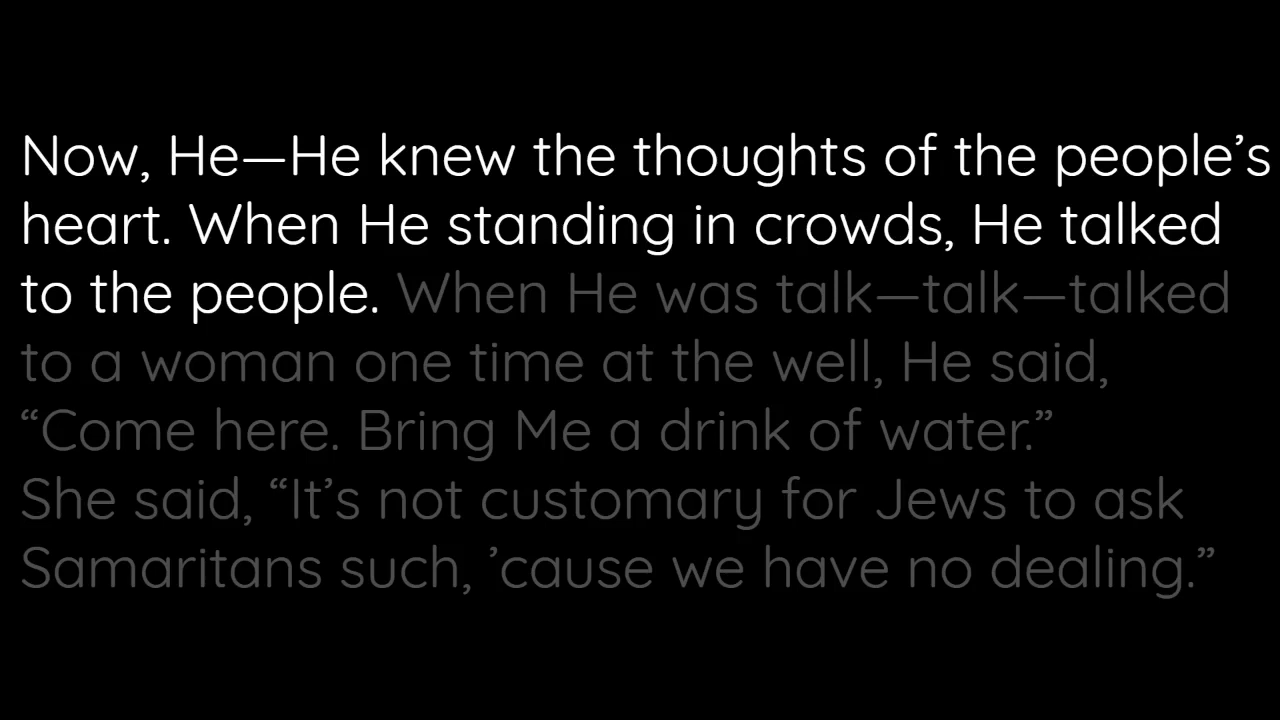 Now, He—He knew the thoughts of the people’s
heart. When He standing in crowds, He talked
to the people. When He was talk—talk—talked
to a woman one time at the well, He said,
“Come here. Bring Me a drink of water.”
She said, “It’s not customary for Jews to ask
Samaritans such, ’cause we have no dealing.”